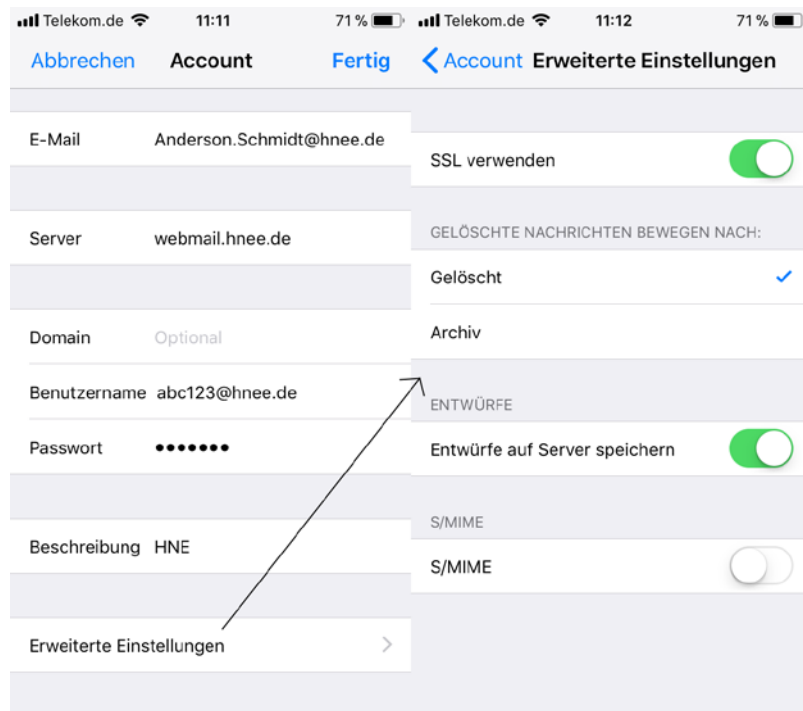 Telekom.de 11:11 71 %
Abbrechen Account Fertig
E-Mail Anderson.Schmidt@hnee.de
Server webmail.hnee.de
Domain Optional
Benutzername abc123@hnee.de
Passwort •••••••
Beschreibung HNE
Erweiterte Einstellungen
Telekom.de 11:12 71 %
Account Erweiterte Einstellungen
SSL verwenden
GELÖSCHTE NACHRICHTEN BEWEGEN NACH:
Gelöscht
Archiv
ENTWÜRFE
Entwürfe auf Server speichern
S/MIME
S/MIME